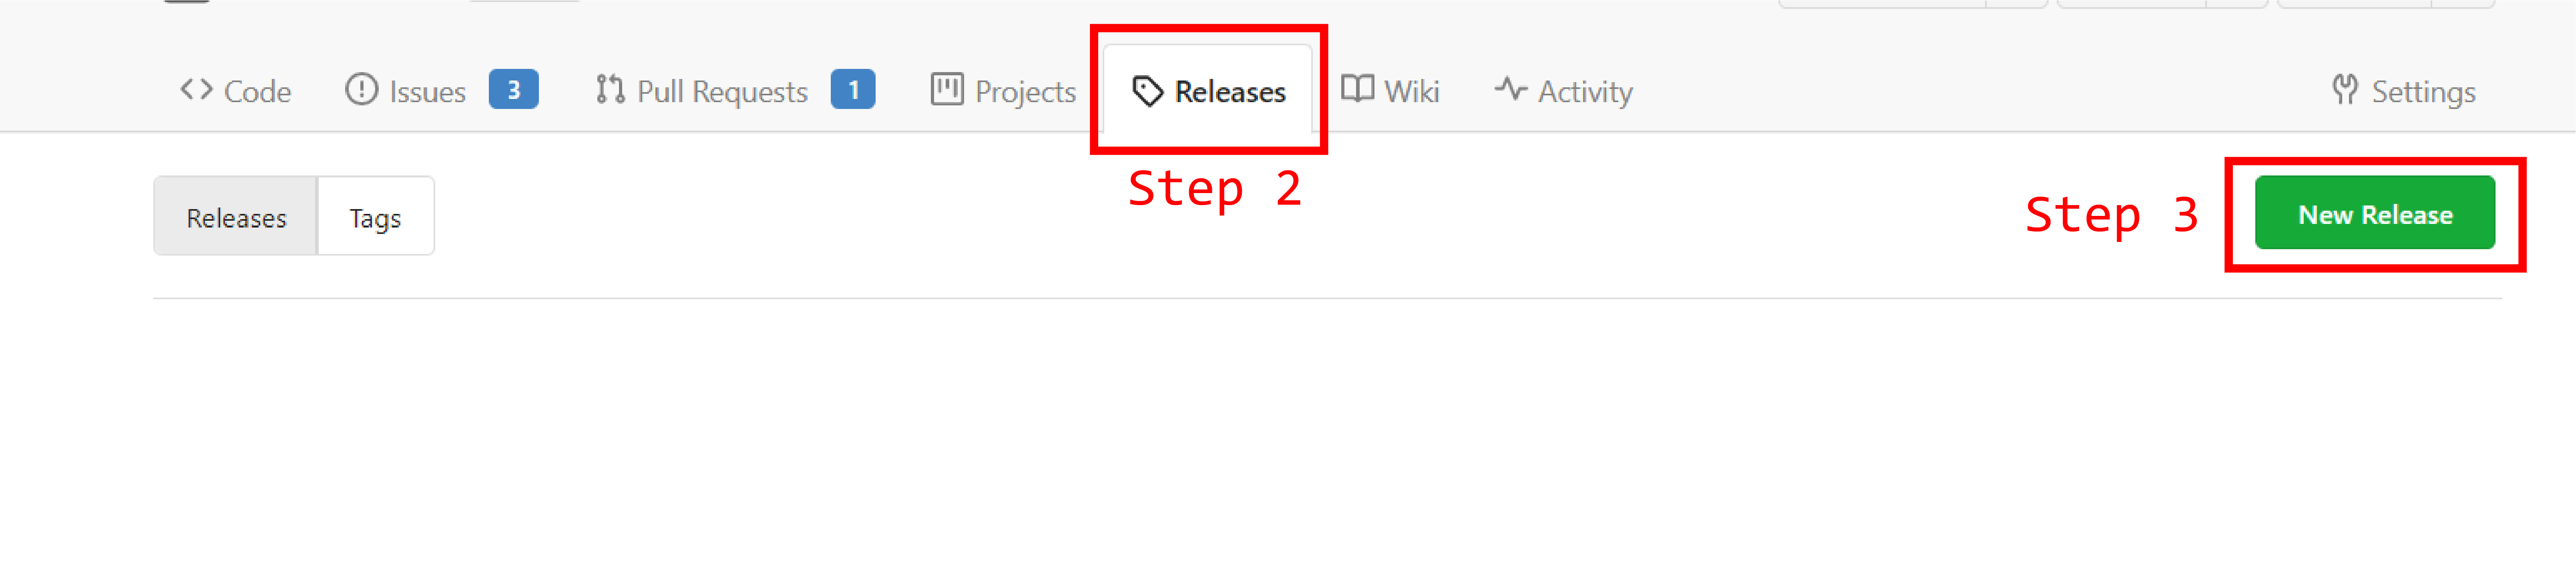 Code Issues 3 Pull Requests 1 Projects Releases Wiki Activity Settings
Step 2
Releases Tags Step 3 New Release